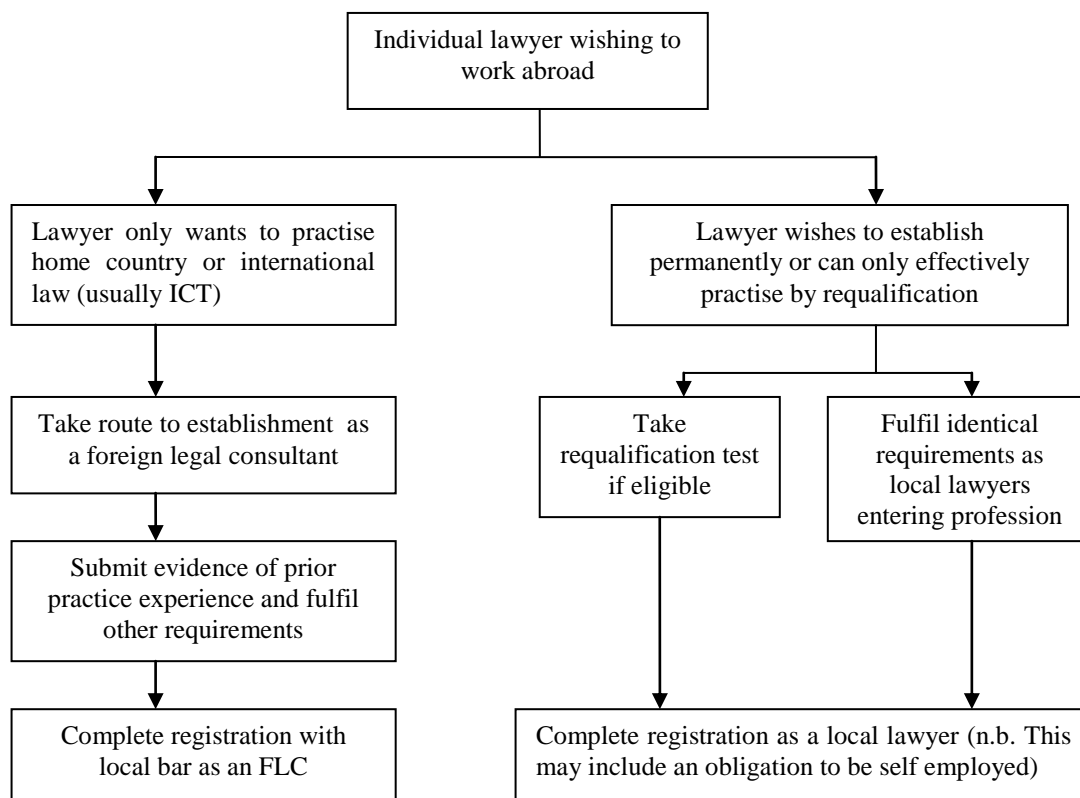 Individual lawyer wishing to
work abroad
Lawyer only wants to practise
home country or international
law (usually ICT)
Lawyer wishes to establish
permanently or can only effectively
practise by requalification
Take route to establishment as
a foreign legal consultant
Take
requalification test
if eligible
Fulfil identical
requirements as
local lawyers
entering profession
Submit evidence of prior
practice experience and fulfil
other requirements
Complete registration with
local bar as an FLC
Complete registration as a local lawyer (n.b. This
may include an obligation to be self employed)